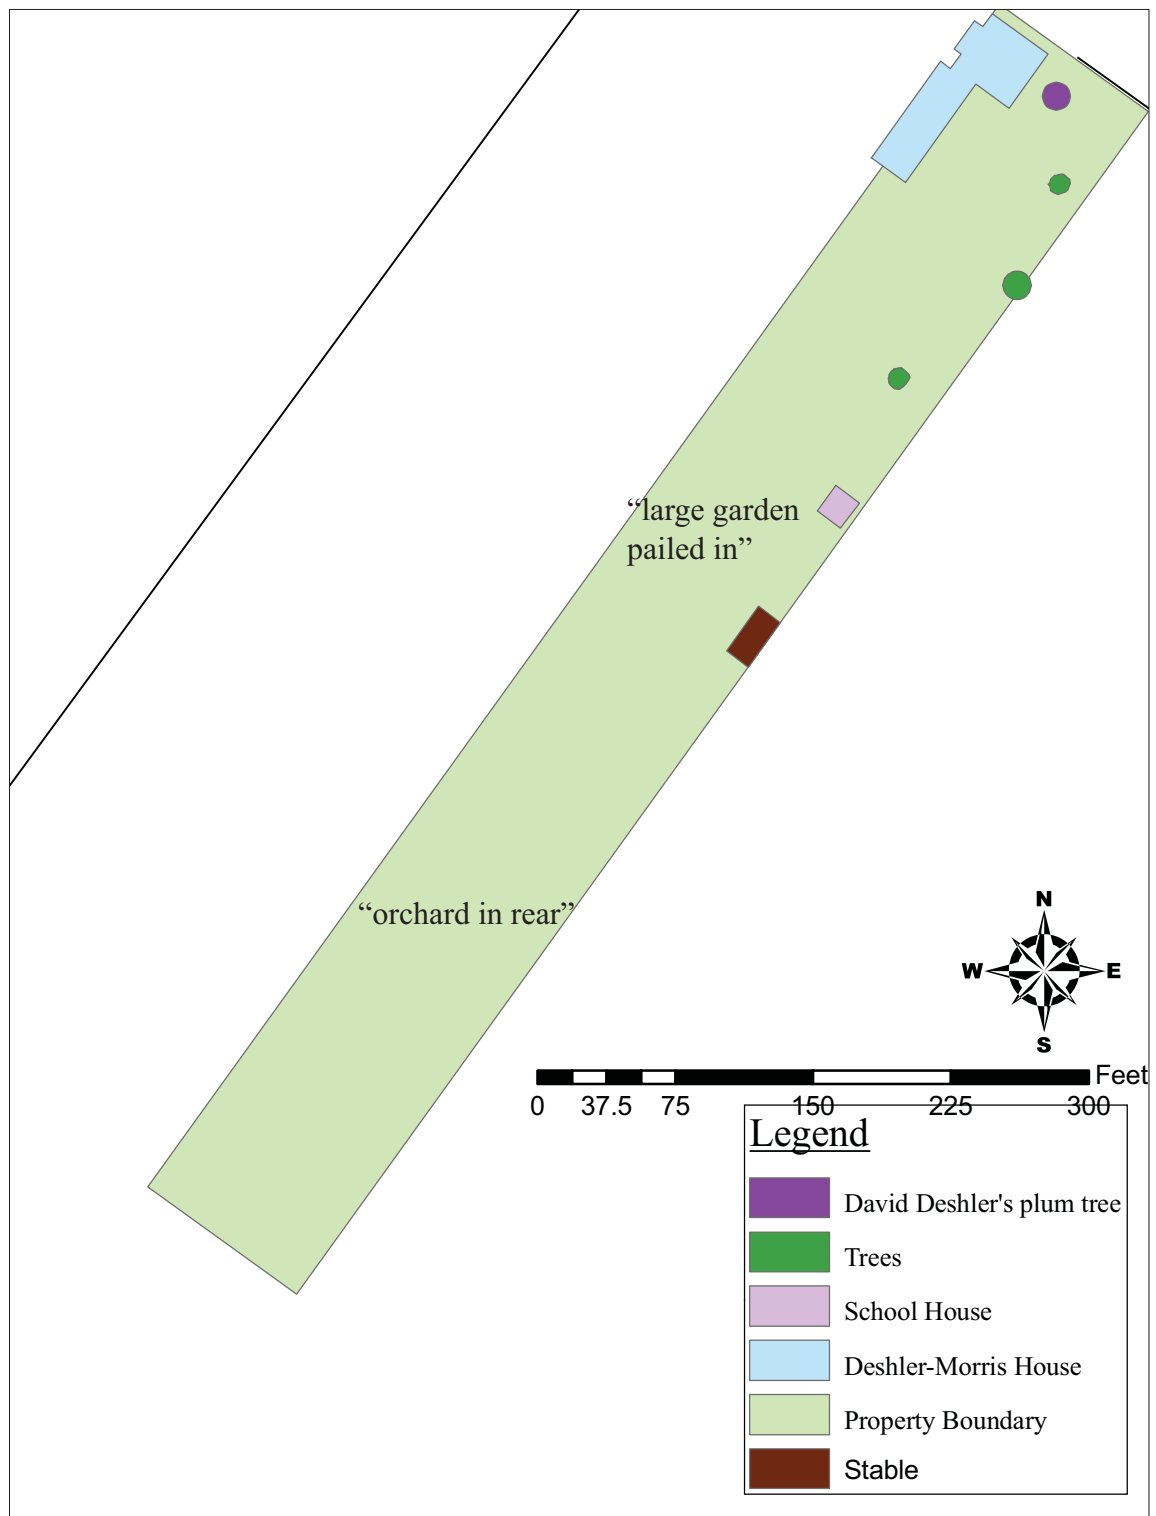 “large garden
pailed in”
“orchard in rear”
N
W E
S
Feet
0 37.5 75 150 225 300
Legend
David Deshler's plum tree
Trees
School House
Deshler-Morris House
Property Boundary
Stable